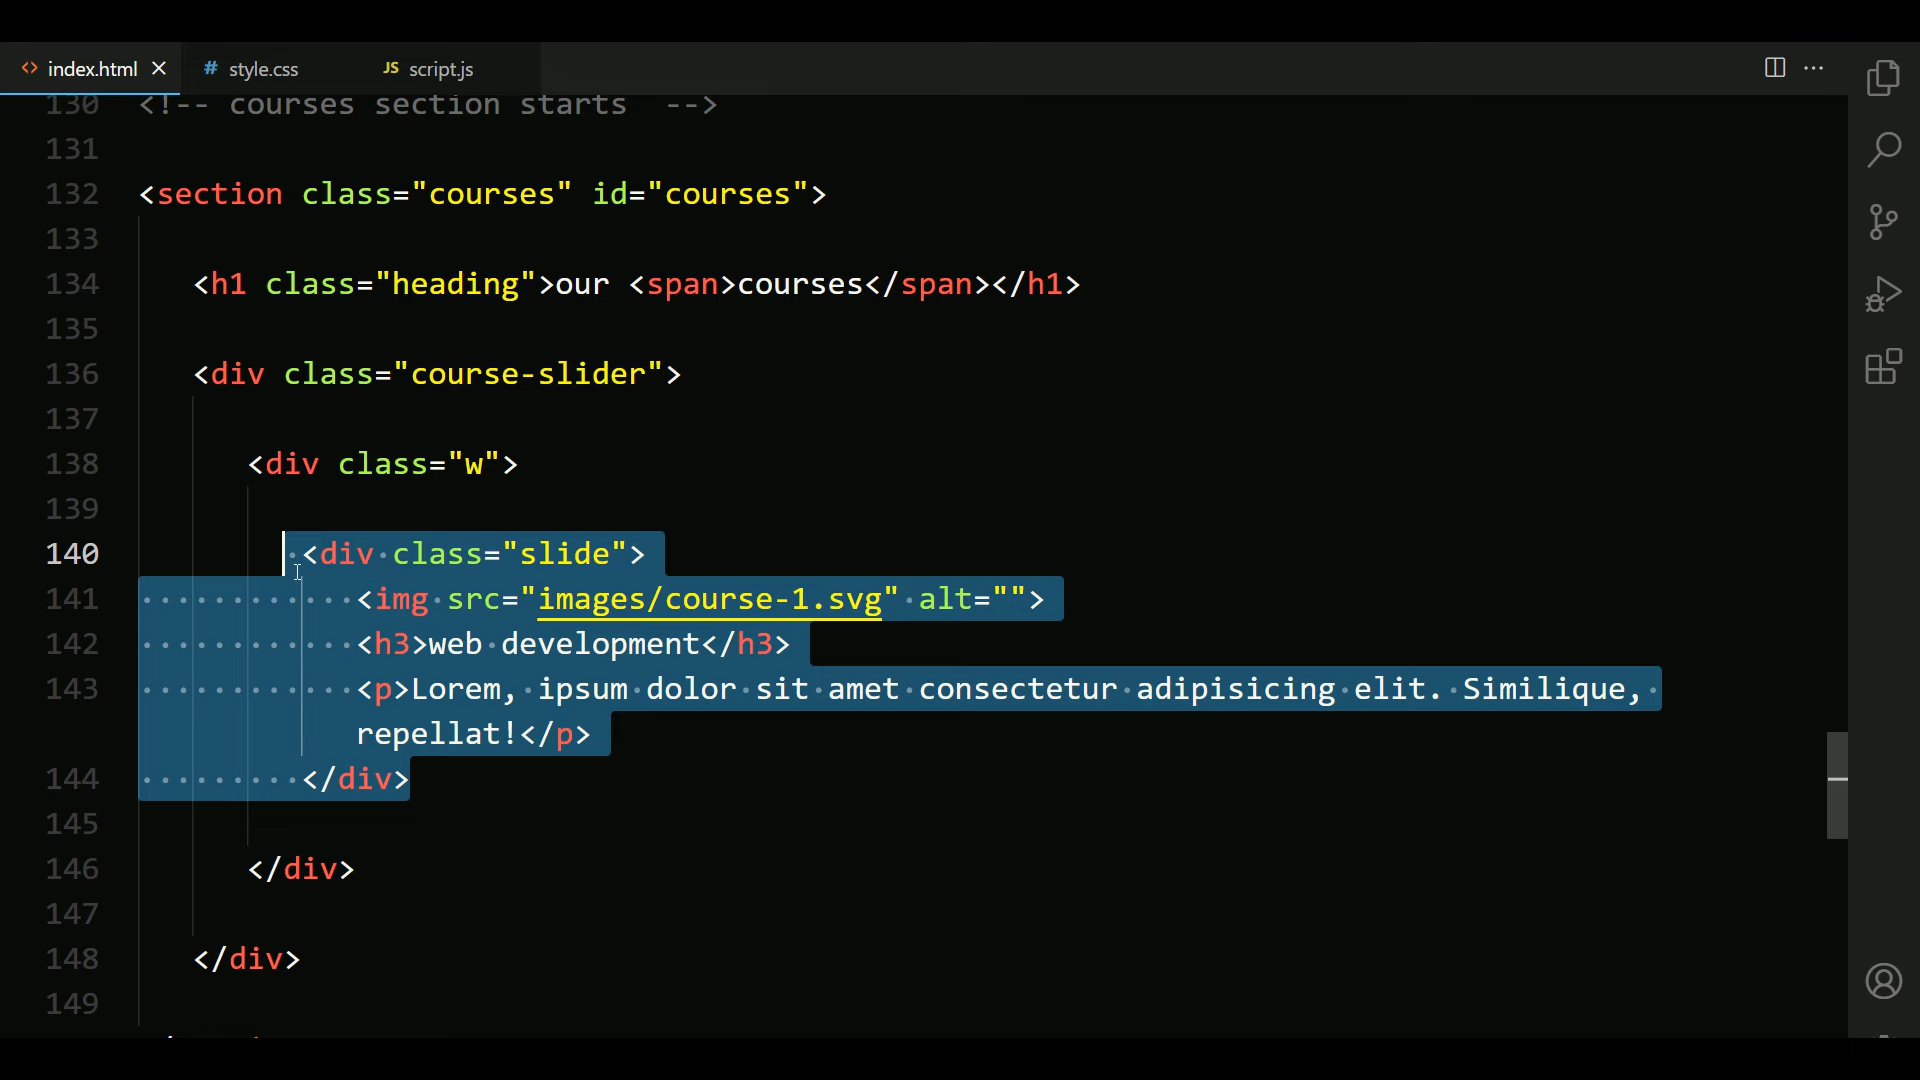 <> index.html × # style.css JS script.js
130 <!-- courses section starts -->
131
132 <section class="courses" id="courses">
133
134 <h1 class="heading">our <span>courses</span></h1>
135
136 <div class="course-slider">
137
138 <div class="w">
139
140 <div class="slide">
141 <img src="images/course-1.svg" alt="">
142 <h3>web development</h3>
143 <p>Lorem, ipsum dolor sit amet consectetur adipisicing elit. Similique,
repellat!</p>
144 </div>
145
146 </div>
147
148 </div>
149